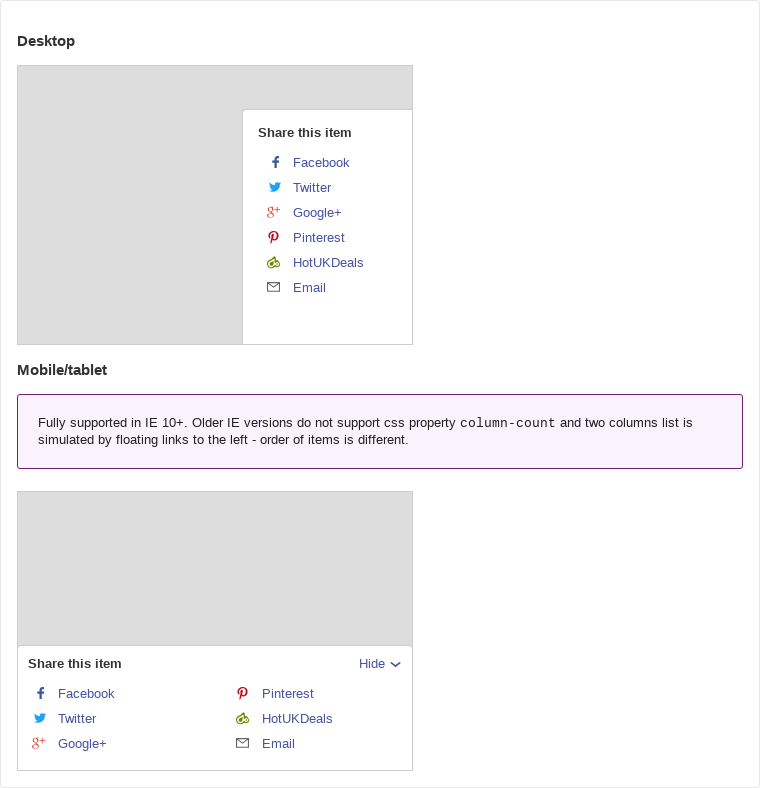 Desktop
Share this item
Facebook
Twitter
Google+
Pinterest
HotUKDeals
Email
Mobile/tablet
Fully supported in IE 10+. Older IE versions do not support css property column-count and two columns list is
simulated by floating links to the left - order of items is different.
Share this item Hide
Facebook
Twitter
Google+
Pinterest
HotUKDeals
Email